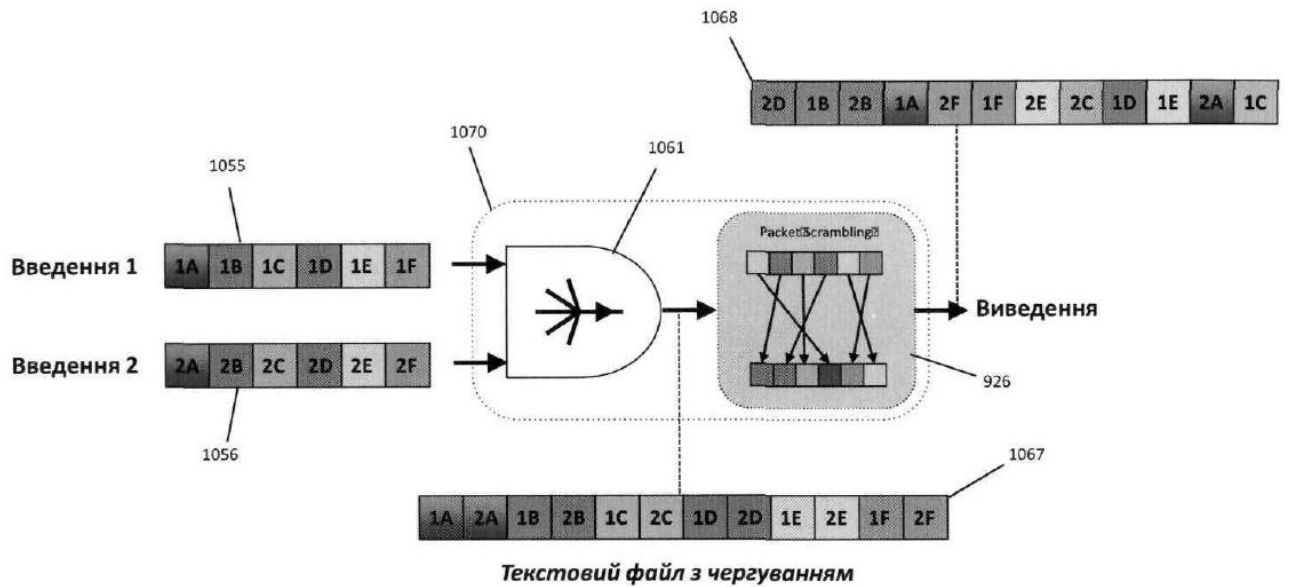 1068
2D 1B 2B 1A 2F 1F 2E 2C 1D 1E 2A 1C
1070
1061
1055
Введення 1
1A 1B 1C 1D 1E 1F
Введення 2
2A 2B 2C 2D 2E 2F
1056
Виведення
926
1067
1A 2A 1B 2B 1C 2C 1D 2D 1E 2E 1F 2F
Текстовий файл з чергуванням